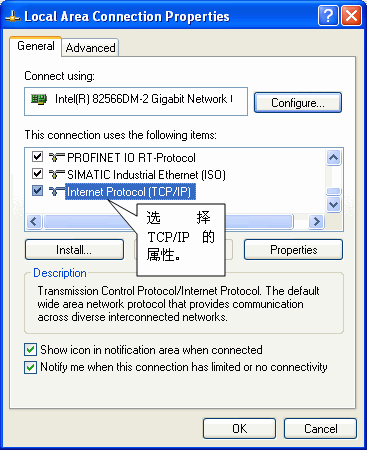 Local Area Connection Properties
General
Advanced
Connect using:
Intel(R) 82566DM-2 Gigabit Network
Configure...
This connection uses the following items:
PROFINET IO RT-Protocol
SIMATIC Industrial Ethernet (ISO)
Internet Protocol (TCP/IP)
选 择
TCP/IP 的
属性。
Install...
Properties
Description
Transmission Control Protocol/Internet Protocol. The default
wide area network protocol that provides communication
across diverse interconnected networks.
Show icon in notification area when connected
Notify me when this connection has limited or no connectivity
OK
Cancel